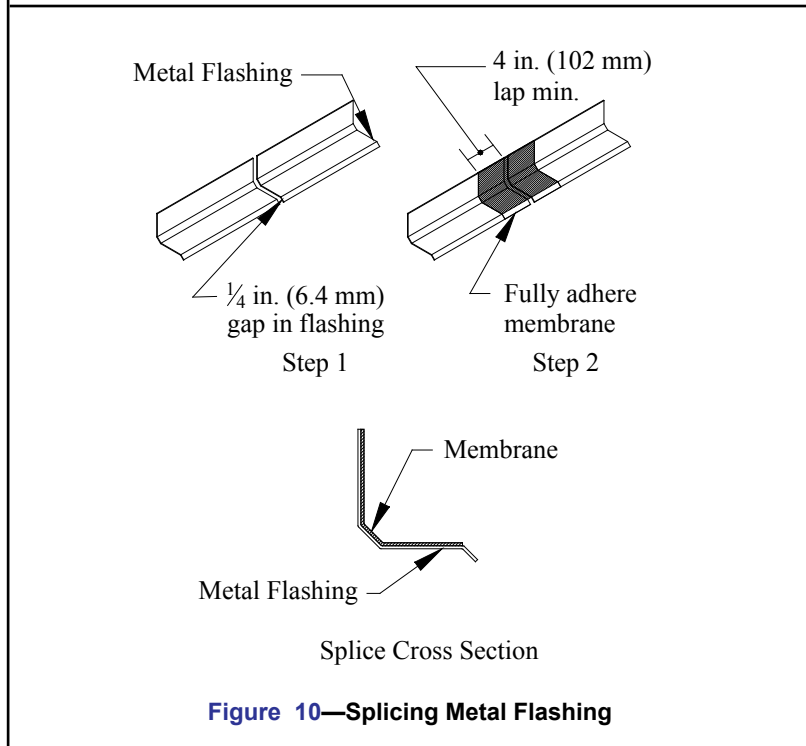 Metal Flashing
4 in. (102 mm)
lap min.
¼ in. (6.4 mm)
gap in flashing
Step 1
Fully adhere
membrane
Step 2
Membrane
Metal Flashing
Splice Cross Section
Figure 10—Splicing Metal Flashing